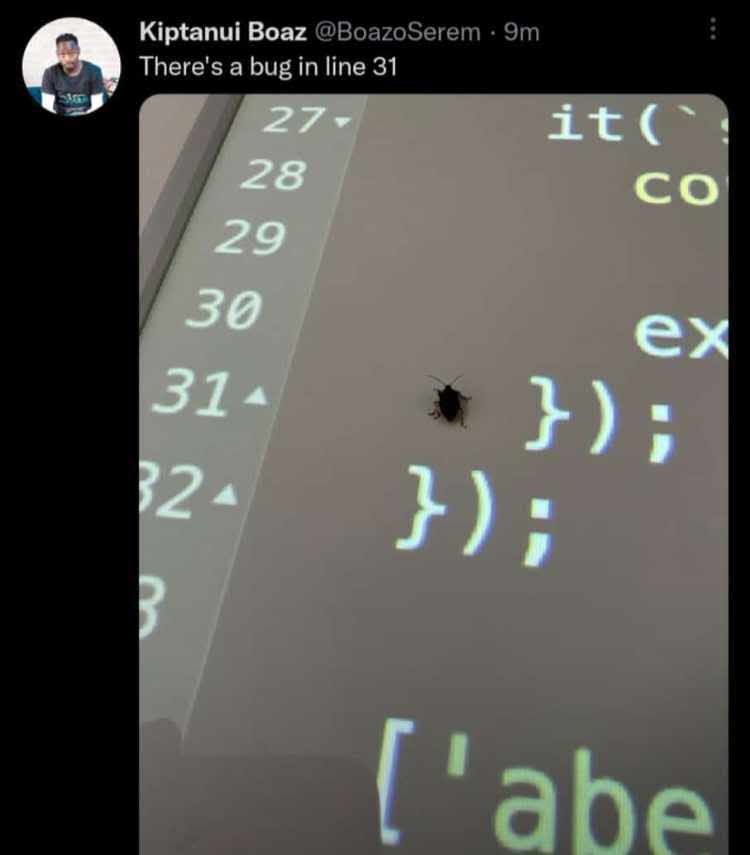 Kiptanui Boaz @BoazoSerem · 9m
There's a bug in line 31
27 it(`
28 co
29
30 ex
31 });
32 });
3
['abe